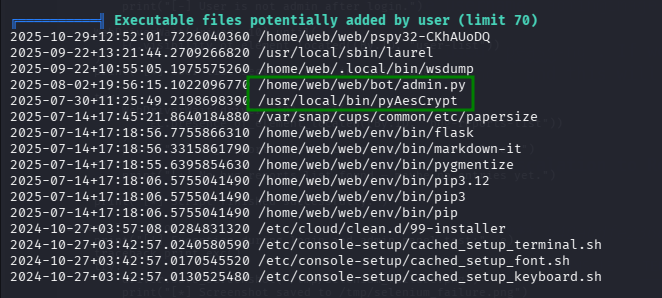 Executable files potentially added by user (limit 70)
2025-10-29+12:52:01.7226040360 /home/web/web/pspy32-CKhAUoDQ
2025-09-22+13:21:44.2709266820 /usr/local/sbin/laurel
2025-09-22+10:55:05.1975575260 /home/web/.local/bin/wsdump
2025-08-02+19:56:15.1022096770 /home/web/web/bot/admin.py
2025-07-30+11:25:49.2198698390 /usr/local/bin/pyAesCrypt
2025-07-14+17:45:21.8640184880 /var/snap/cups/common/etc/papersize
2025-07-14+17:18:56.7755866310 /home/web/web/env/bin/flask
2025-07-14+17:18:56.3315861790 /home/web/web/env/bin/markdown-it
2025-07-14+17:18:55.6395854630 /home/web/web/env/bin/pygmentize
2025-07-14+17:18:06.5755041490 /home/web/web/env/bin/pip3.12
2025-07-14+17:18:06.5755041490 /home/web/web/env/bin/pip3
2025-07-14+17:18:06.5755041490 /home/web/web/env/bin/pip
2024-10-27+03:57:08.0284831320 /etc/cloud/clean.d/99-installer
2024-10-27+03:42:57.0240580590 /etc/console-setup/cached_setup_terminal.sh
2024-10-27+03:42:57.0170545520 /etc/console-setup/cached_setup_font.sh
2024-10-27+03:42:57.0130525480 /etc/console-setup/cached_setup_keyboard.sh